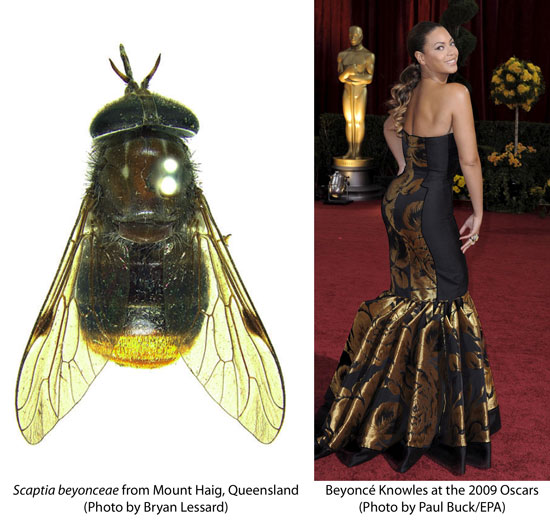 Scaptia beyonceae from Mount Haig, Queensland
(Photo by Bryan Lessard)
Beyoncé Knowles at the 2009 Oscars
(Photo by Paul Buck/EPA)